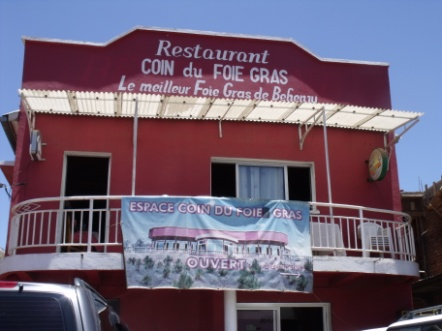 Restaurant
COIN du FOIE GRAS
Le meilleur Foie Gras de Behenjy
ESPACE COIN DU FOIE GRAS
OUVERT